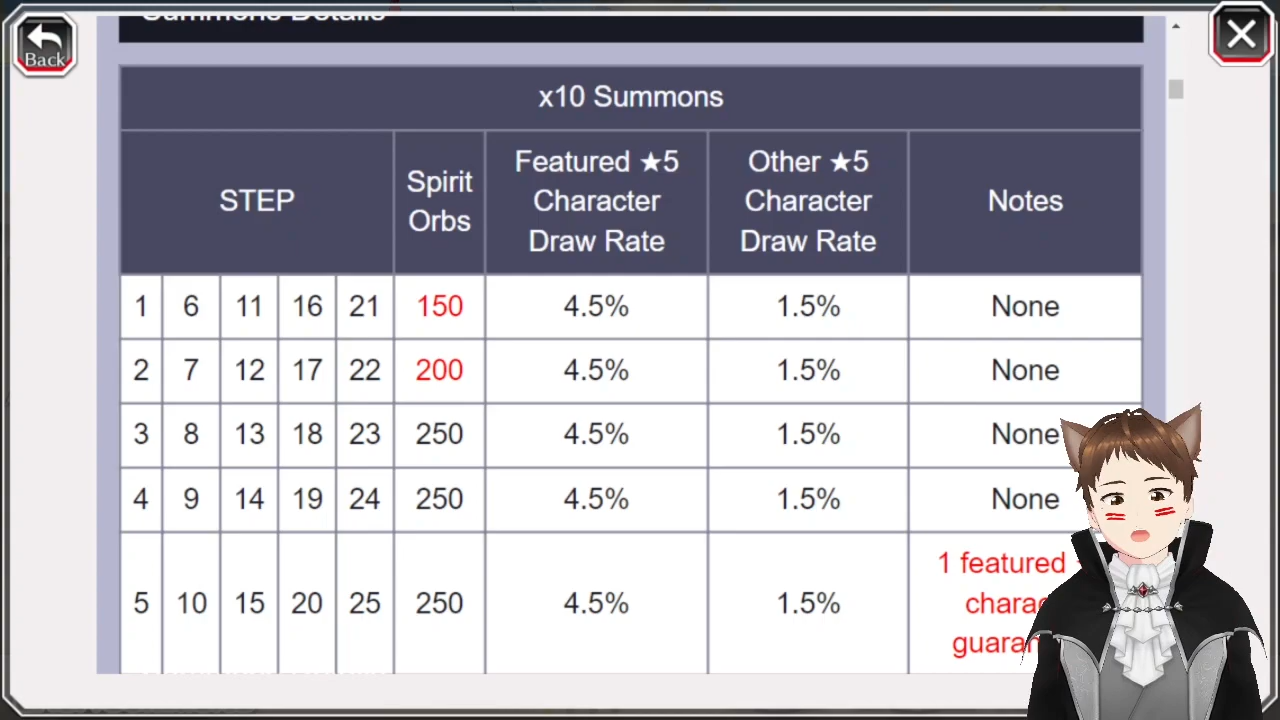 Summons Details
Back
x10 Summons
STEP
Spirit
Orbs
Featured ★5
Character
Draw Rate
Other ★5
Character
Draw Rate
Notes
1 6 11 16 21 150 4.5% 1.5% None
2 7 12 17 22 200 4.5% 1.5% None
3 8 13 18 23 250 4.5% 1.5% None
4 9 14 19 24 250 4.5% 1.5% None
5 10 15 20 25 250 4.5% 1.5%
1 featured